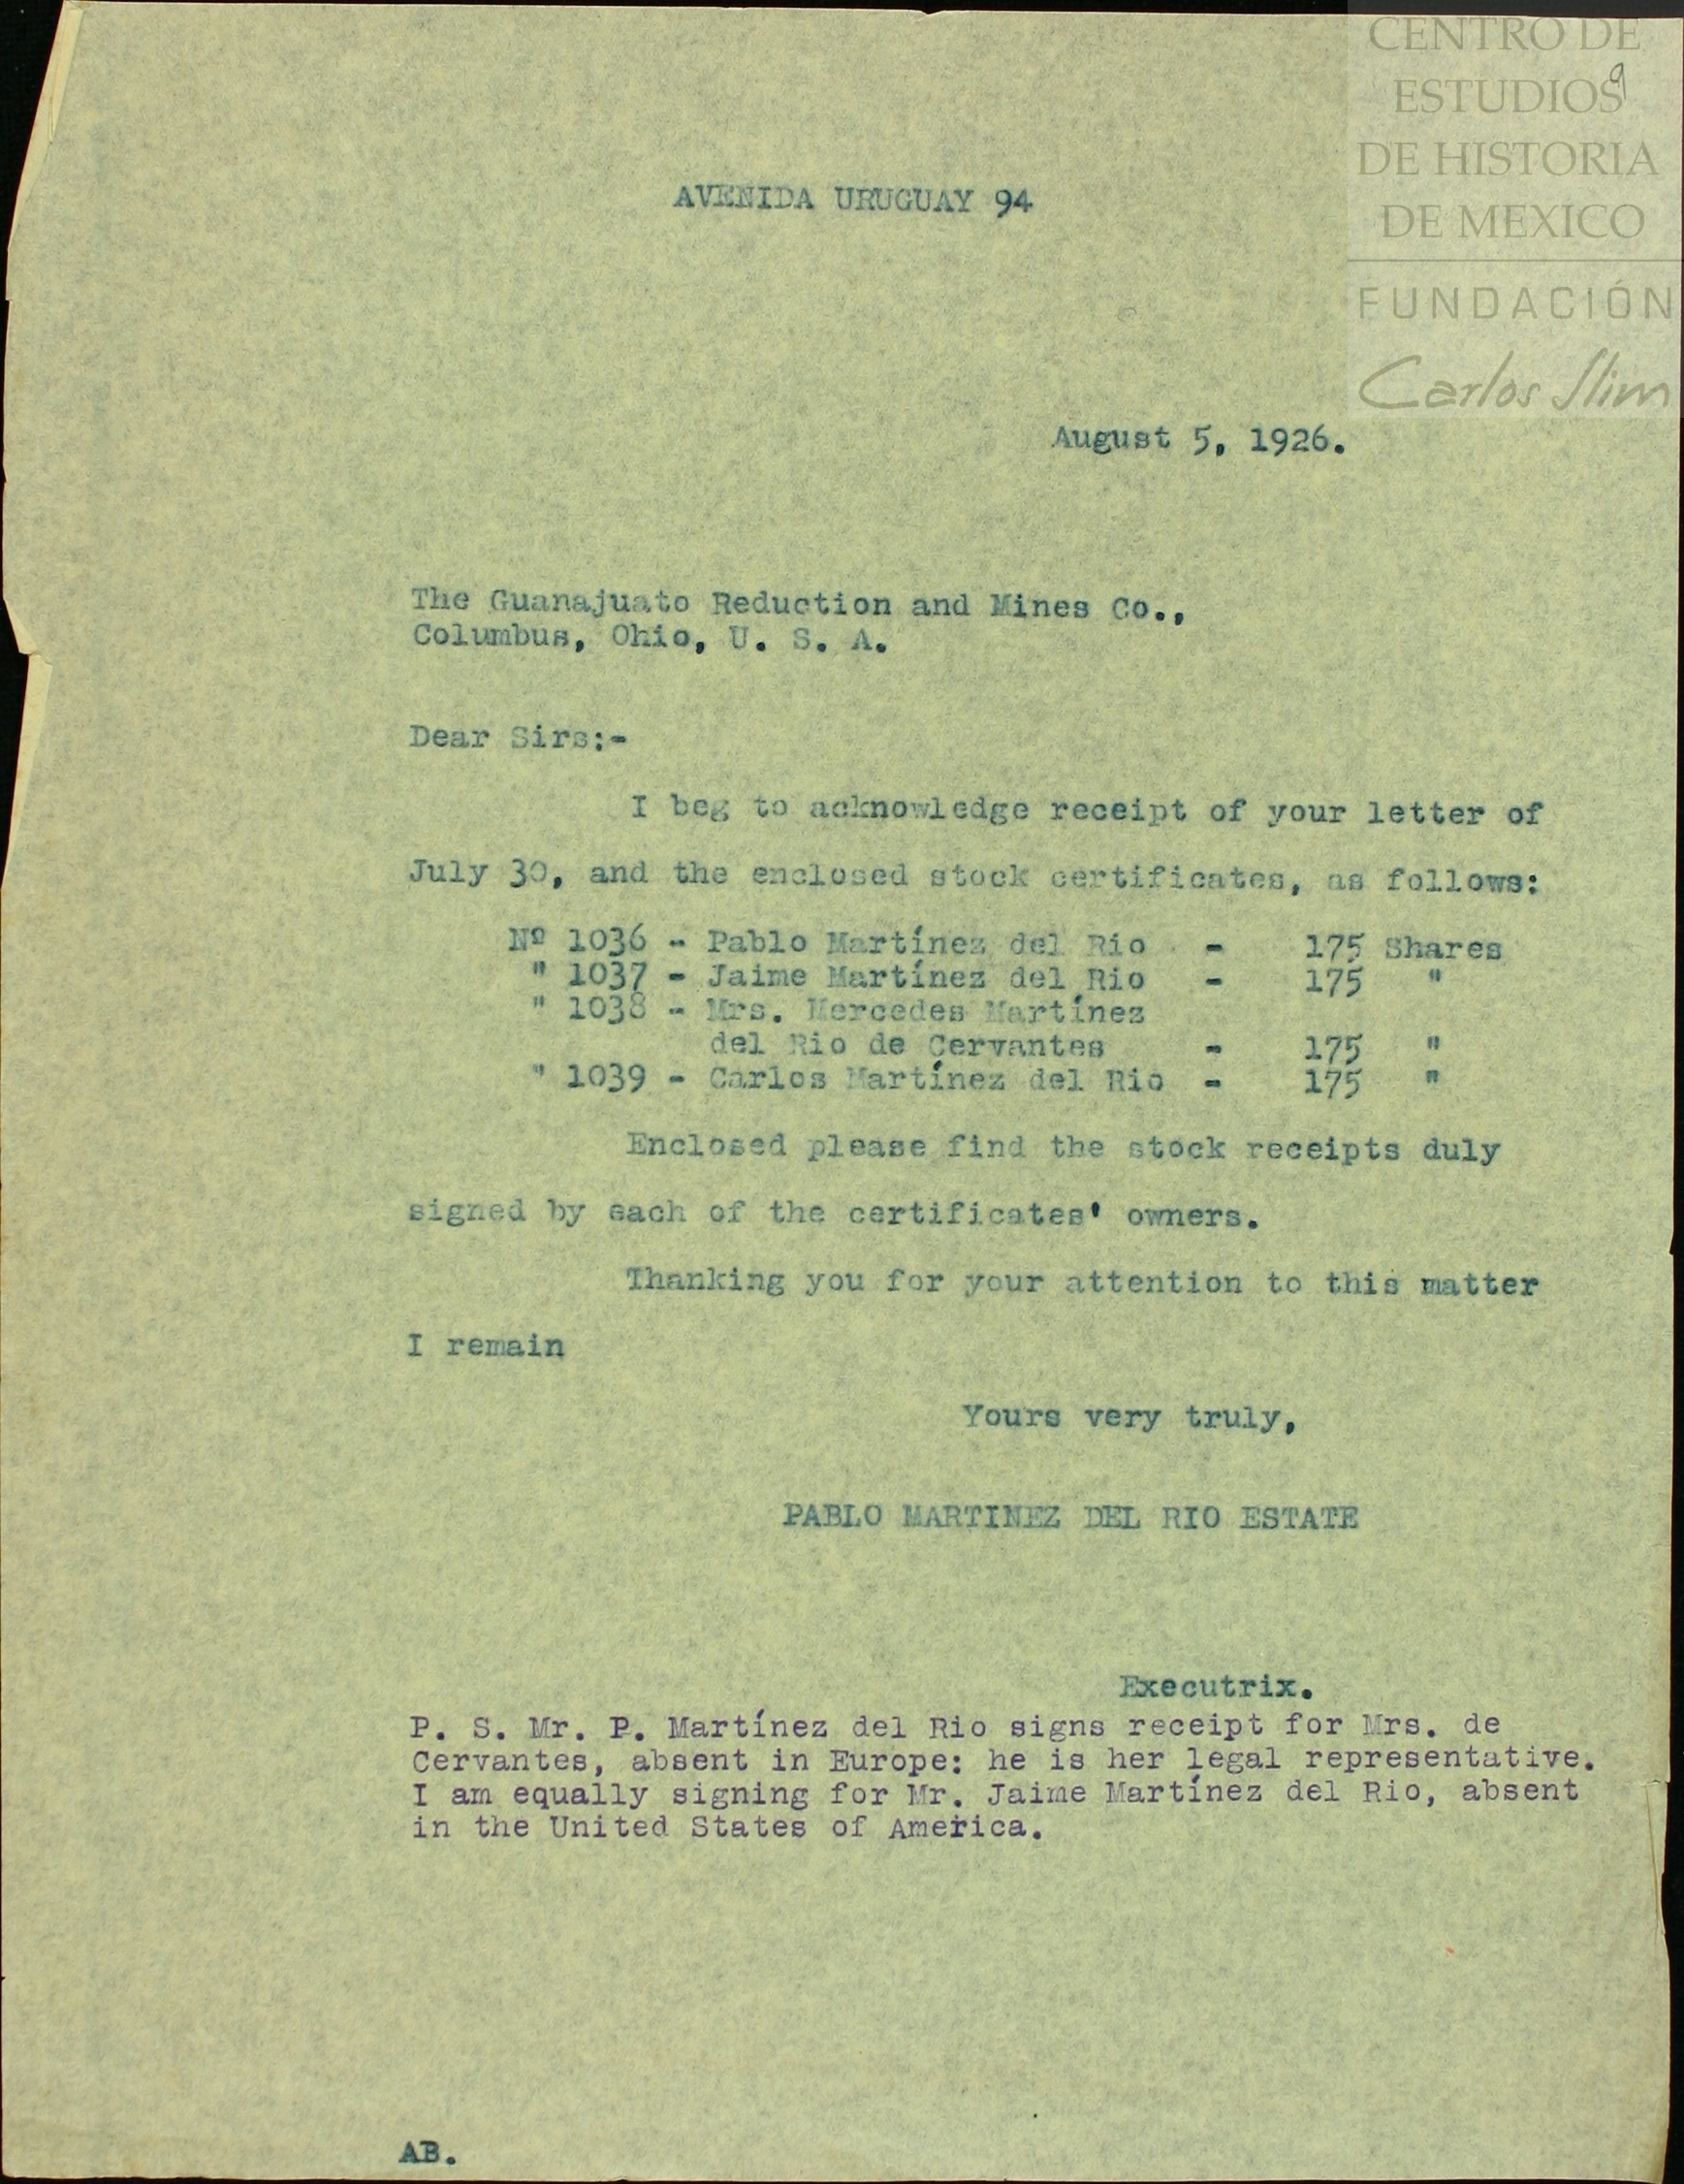 CENTRO DE
ESTUDIOS
DE HISTORIA
DE MEXICO
FUNDACIÓN
Carlos Slim
9
AVENIDA URUGUAY 94
August 5, 1926.
The Guanajuato Reduction and Mines Co.,
Columbus, Ohio, U. S. A.
Dear Sirs:-
I beg to acknowledge receipt of your letter of
July 30, and the enclosed stock certificates, as follows:
Nº 1036 - Pablo Martínez del Rio - 175 Shares
" 1037 - Jaime Martínez del Rio - 175 "
" 1038 - Mrs. Mercedes Martínez
del Rio de Cervantes - 175 "
" 1039 - Carlos Martínez del Rio - 175 "
Enclosed please find the stock receipts duly
signed by each of the certificates' owners.
Thanking you for your attention to this matter
I remain
Yours very truly,
PABLO MARTINEZ DEL RIO ESTATE
Executrix.
P. S. Mr. P. Martínez del Rio signs receipt for Mrs. de
Cervantes, absent in Europe: he is her legal representative.
I am equally signing for Mr. Jaime Martínez del Rio, absent
in the United States of America.
AB.